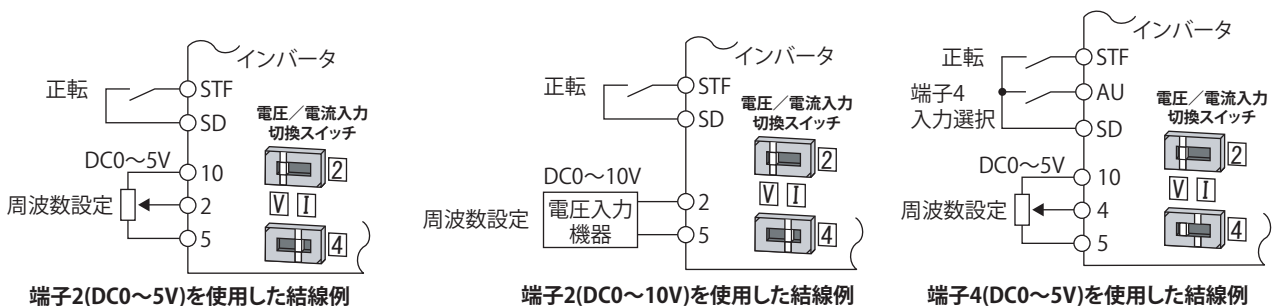 インバータ
正転
STF
SD
電圧／電流入力
切換スイッチ
DC0～5V
10
2
周波数設定
2
V I
5
4
端子2(DC0～5V)を使用した結線例
インバータ
正転
STF
SD
電圧／電流入力
切換スイッチ
2
DC0～10V
V I
周波数設定
電圧入力
機器
2
5
4
端子2(DC0～10V)を使用した結線例
インバータ
正転
STF
端子4
入力選択
AU
SD
電圧／電流入力
切換スイッチ
2
DC0～5V
10
V I
周波数設定
4
5
4
端子4(DC0～5V)を使用した結線例